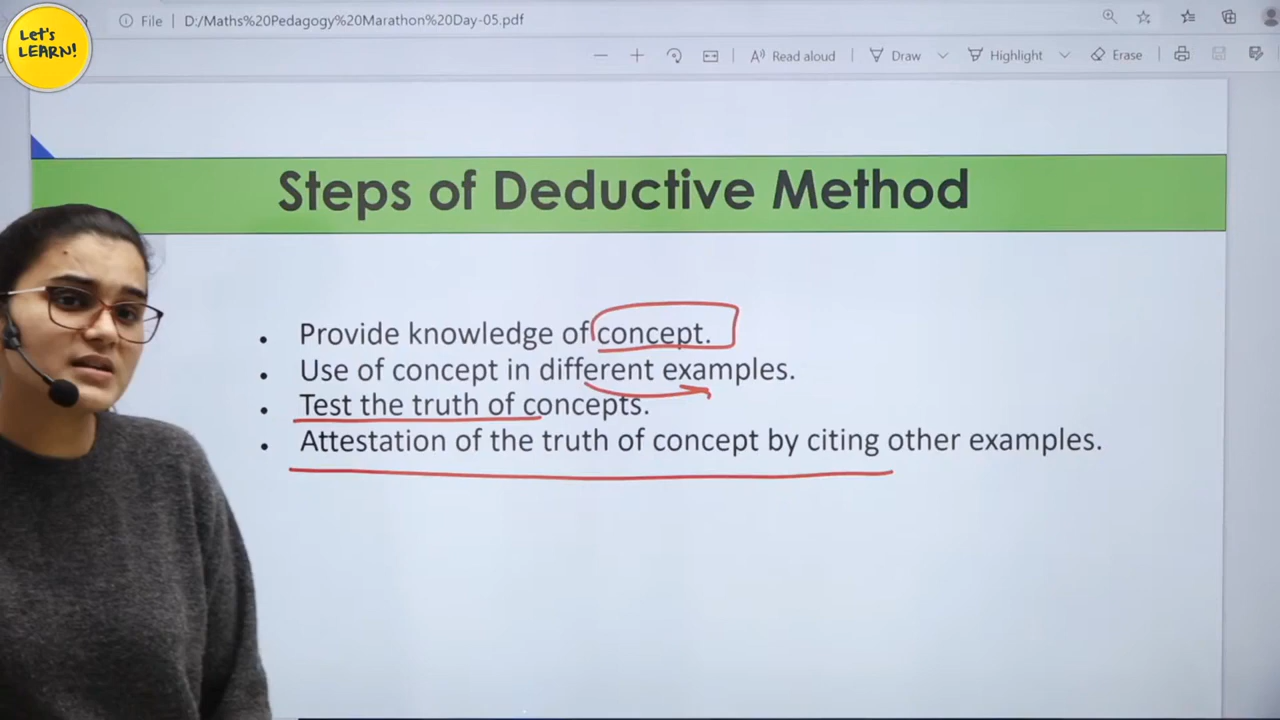 Let's
LEARN!
File D:/Maths%20Pedagogy%20Marathon%20Day-05.pdf
Read aloud Draw Highlight Erase
Steps of Deductive Method
• Provide knowledge of concept.
• Use of concept in different examples.
• Test the truth of concepts.
• Attestation of the truth of concept by citing other examples.